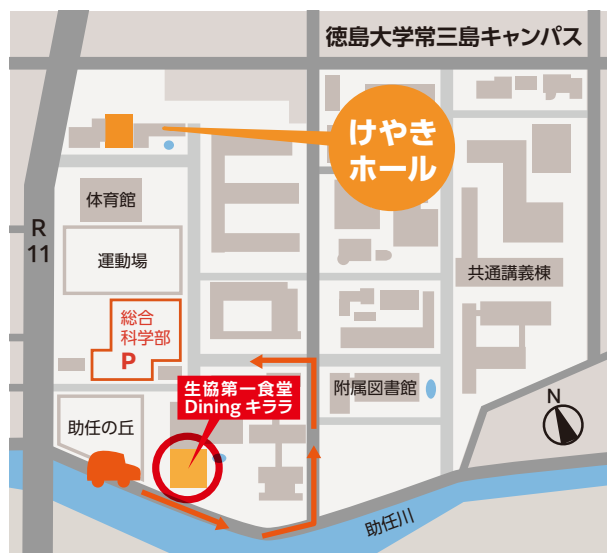 徳島大学常三島キャンパス
けやき
ホール
体育館
R
11
運動場
共通講義棟
総合
科学部
P
生協第一食堂
Dining キララ
附属図書館
N
助任の丘
助任川